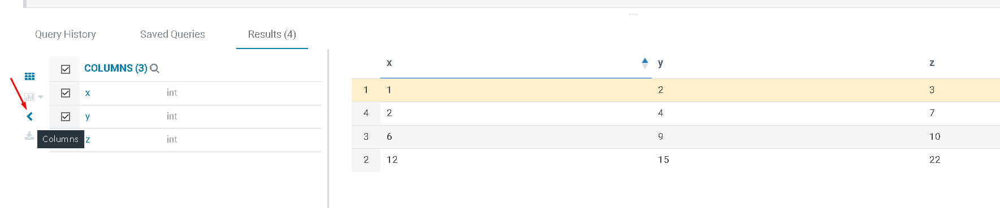 Query History Saved Queries Results (4)
COLUMNS (3)
x int
y int
z int
Columns
x y z
1 1 2 3
4 2 4 7
3 6 9 10
2 12 15 22